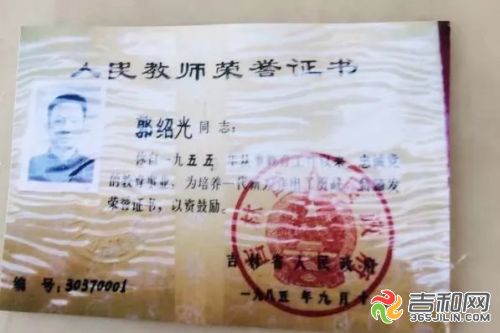 人民教师荣誉证书
邵绍光同志:
你自一九五五年从事教育工作以来,忠诚党
的教育事业,为培养一代新人 出了贡献 发
荣誉证书,以资鼓励。
吉林省人民政府
一九八五年九月十
编号:30370001
吉和网
365JILIN.COM